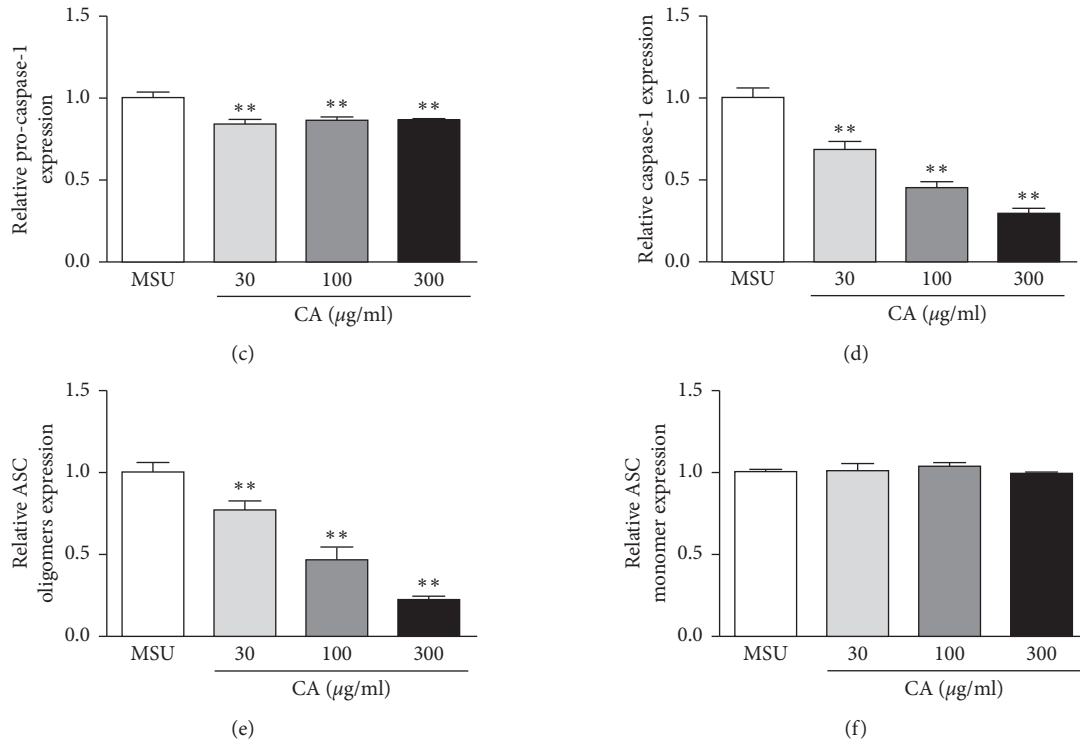 Relative pro-caspase-1
expression
1.5
1.0
0.5
0.0
** ** **
MSU 30 100 300
CA (μg/ml)
(c)
Relative caspase-1 expression
1.5
1.0
0.5
0.0
**
**
**
MSU 30 100 300
CA (μg/ml)
(d)
Relative ASC
oligomers expression
1.5
1.0
0.5
0.0
**
**
**
MSU 30 100 300
CA (μg/ml)
(e)
Relative ASC
monomer expression
1.5
1.0
0.5
0.0
MSU 30 100 300
CA (μg/ml)
(f)